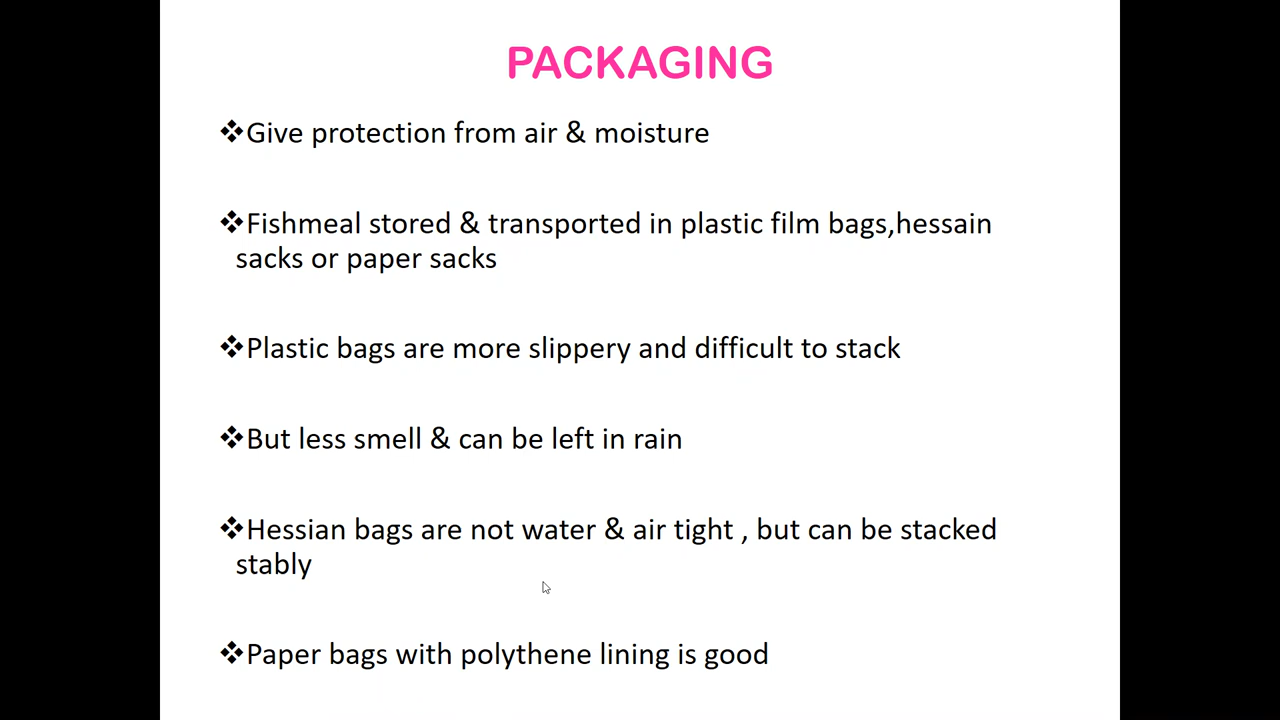 PACKAGING
❖Give protection from air & moisture
❖Fishmeal stored & transported in plastic film bags,hessain
sacks or paper sacks
❖Plastic bags are more slippery and difficult to stack
❖But less smell & can be left in rain
❖Hessian bags are not water & air tight , but can be stacked
stably
❖Paper bags with polythene lining is good